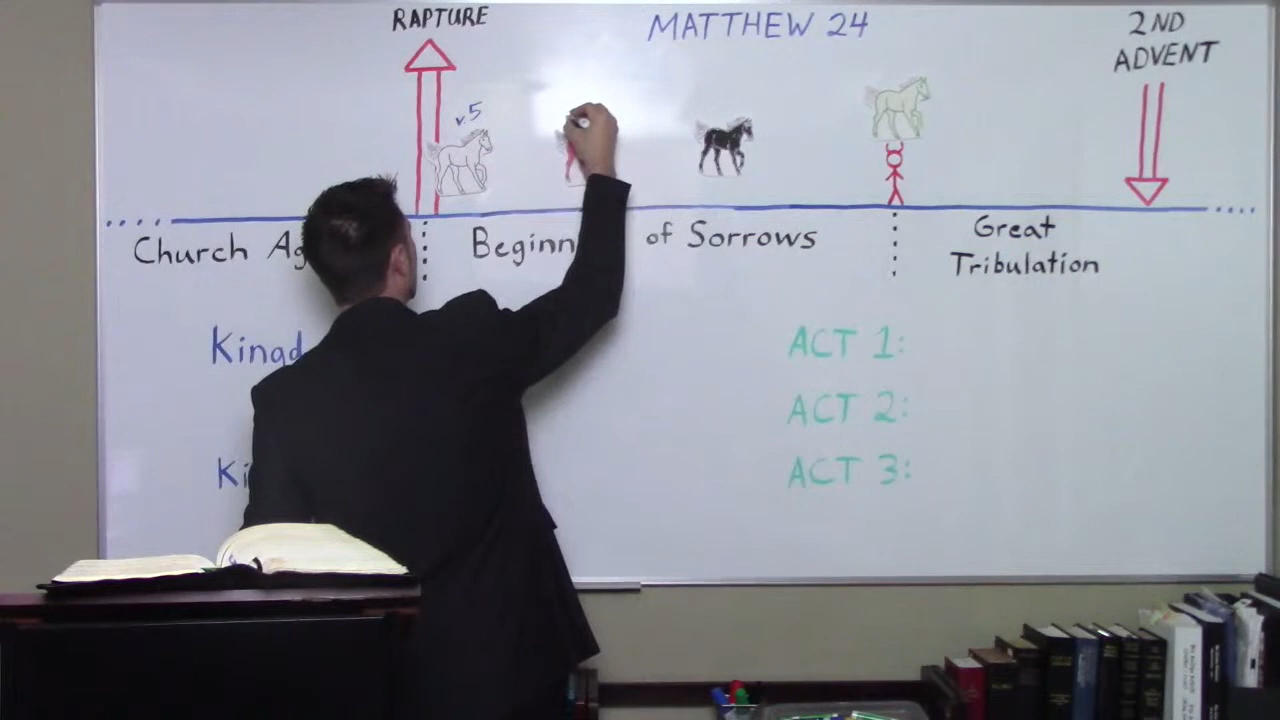 RAPTURE
MATTHEW 24
2ND
ADVENT
v.5
Church Ag
Beginn of Sorrows
Great
Tribulation
Kingd
ACT 1:
ACT 2:
Ki
ACT 3: